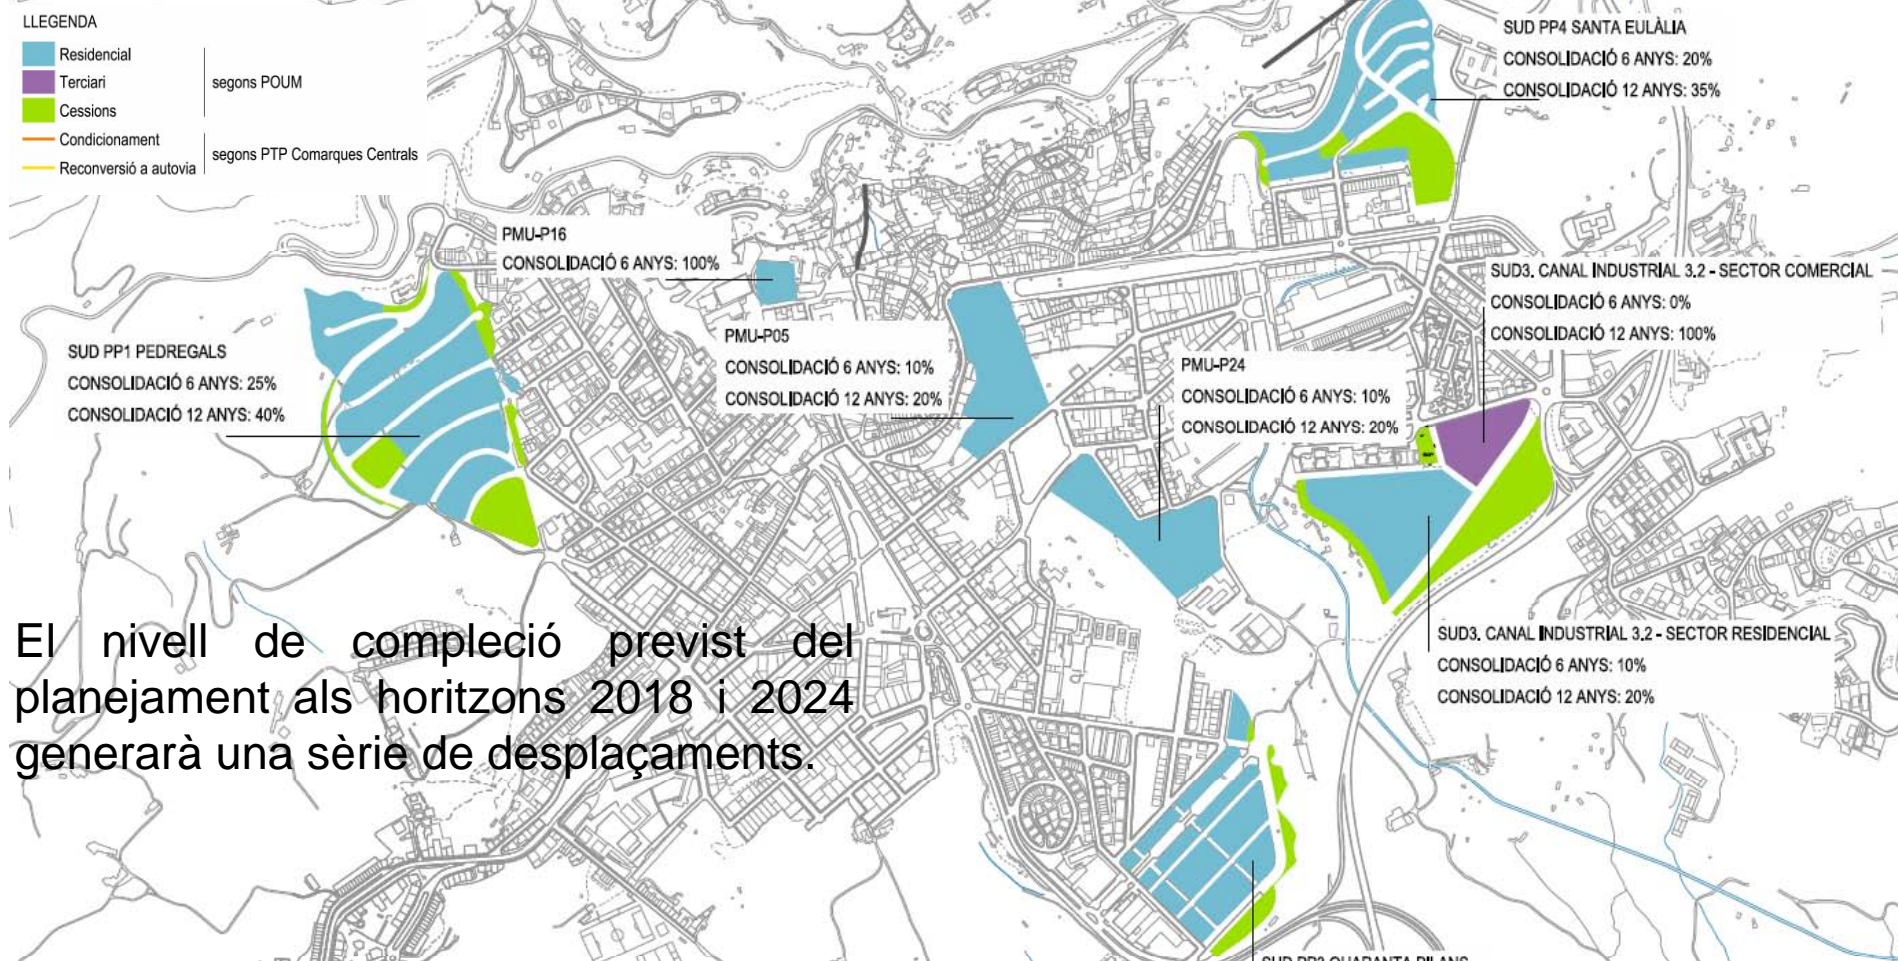 LLEGENDA
Residencial
Terciari
Cessions
segons POUM
Condicionament
Reconversió a autovia
segons PTP Comarques Centrals
SUD PP4 SANTA EULÀLIA
CONSOLIDACIÓ 6 ANYS: 20%
CONSOLIDACIÓ 12 ANYS: 35%
PMU-P16
CONSOLIDACIÓ 6 ANYS: 100%
SUD3. CANAL INDUSTRIAL 3.2 - SECTOR COMERCIAL
CONSOLIDACIÓ 6 ANYS: 0%
CONSOLIDACIÓ 12 ANYS: 100%
SUD PP1 PEDREGALS
CONSOLIDACIÓ 6 ANYS: 25%
CONSOLIDACIÓ 12 ANYS: 40%
PMU-P05
CONSOLIDACIÓ 6 ANYS: 10%
CONSOLIDACIÓ 12 ANYS: 20%
PMU-P24
CONSOLIDACIÓ 6 ANYS: 10%
CONSOLIDACIÓ 12 ANYS: 20%
El nivell de compleció previst del
planejament als horitzons 2018 i 2024
generarà una sèrie de desplaçaments.
SUD3. CANAL INDUSTRIAL 3.2 - SECTOR RESIDENCIAL
CONSOLIDACIÓ 6 ANYS: 10%
CONSOLIDACIÓ 12 ANYS: 20%